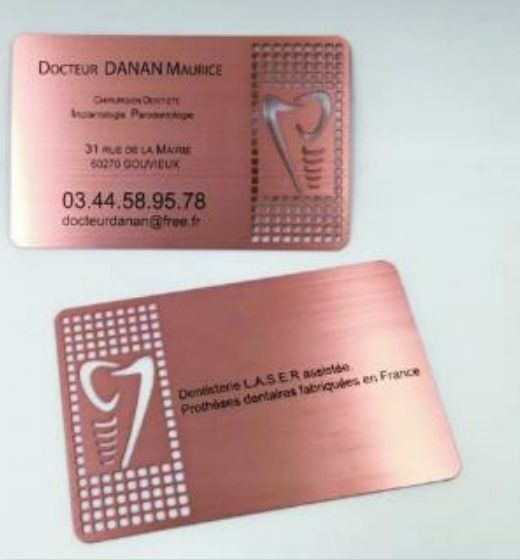 DOCTEUR DANAN MAURICE
CHIRURGIEN DENTISTE
Implantologie Parodontologie
31 RUE DE LA MAIRIE
60270 GOUVIEUX
03.44.58.95.78
docteurdanan@free.fr
Dentisterie L.A.S.E.R assistée
Prothèses dentaires fabriquées en France